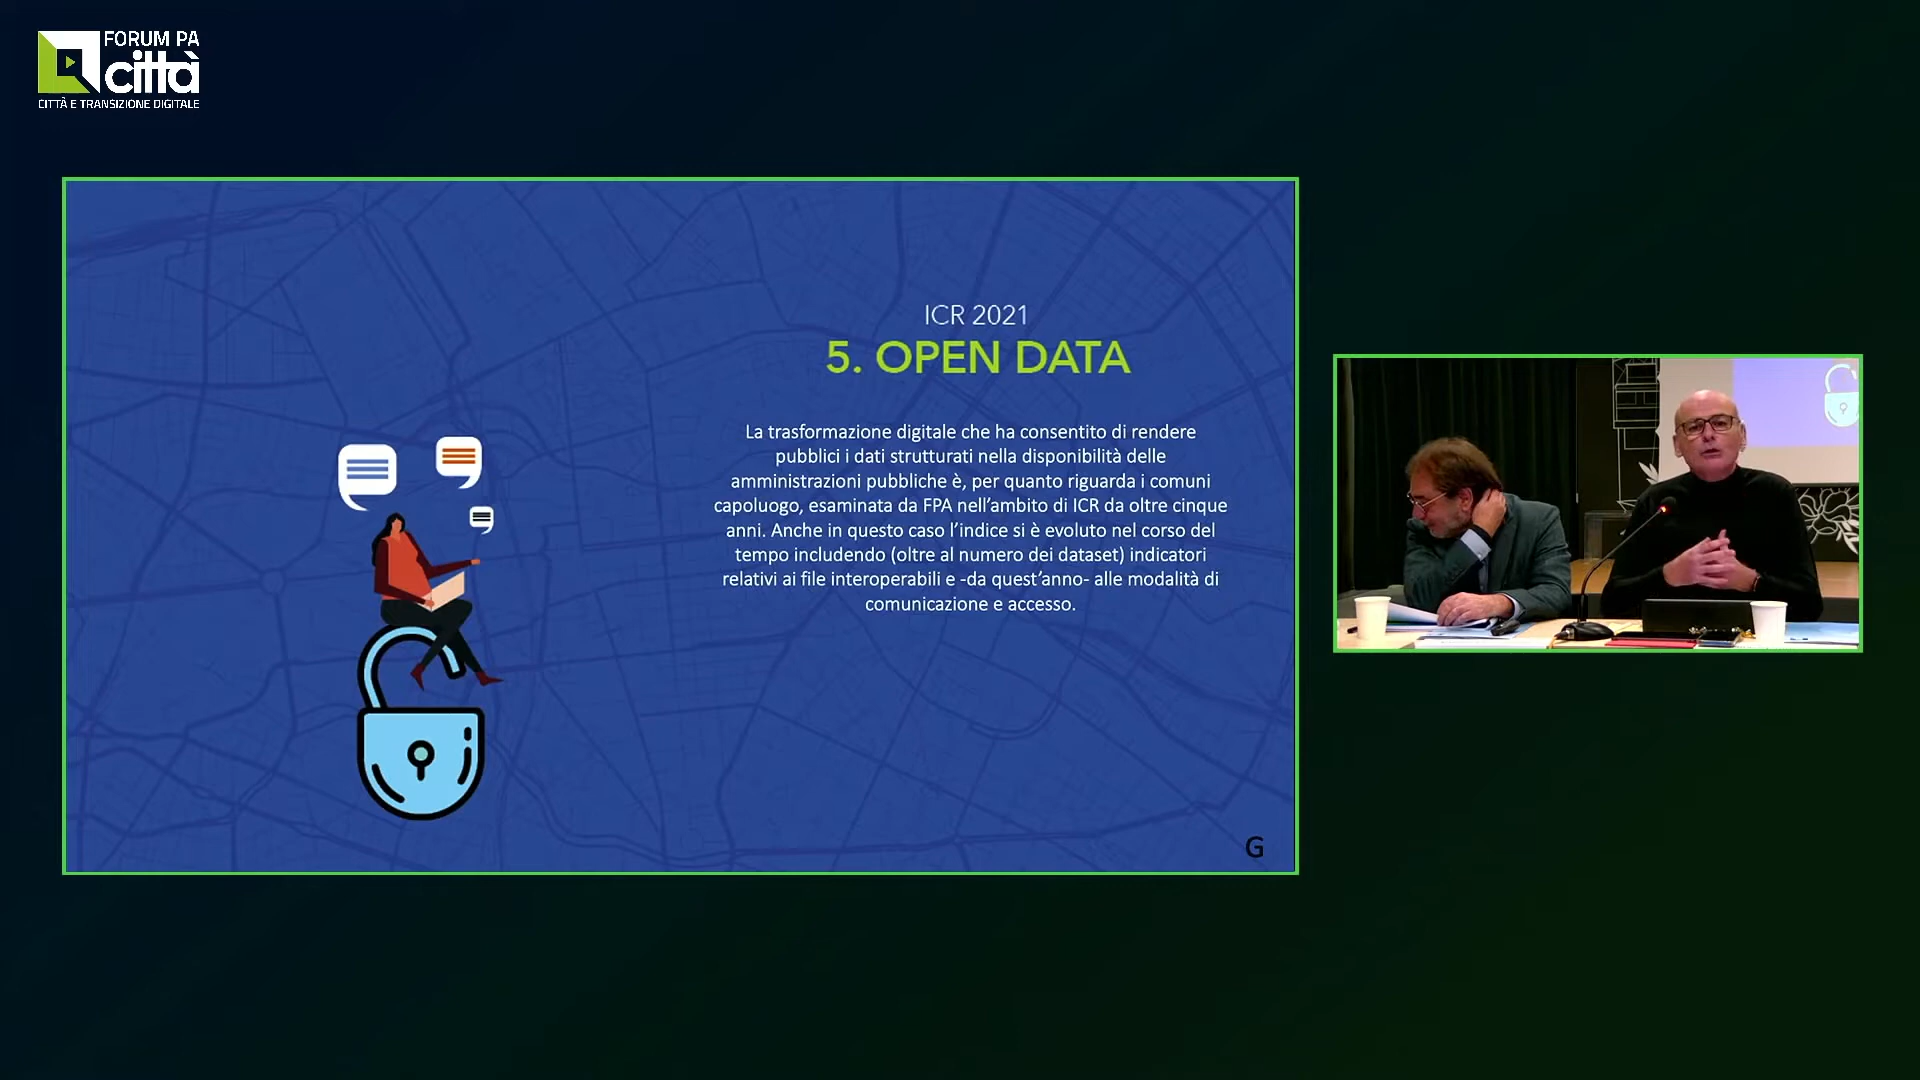 FORUM PA
città
CITTÀ E TRANSIZIONE DIGITALE
ICR 2021
5. OPEN DATA
La trasformazione digitale che ha consentito di rendere
pubblici i dati strutturati nella disponibilità delle
amministrazioni pubbliche è, per quanto riguarda i comuni
capoluogo, esaminata da FPA nell’ambito di ICR da oltre cinque
anni. Anche in questo caso l’indice si è evoluto nel corso del
tempo includendo (oltre al numero dei dataset) indicatori
relativi ai file interoperabili e -da quest’anno- alle modalità di
comunicazione e accesso.
G